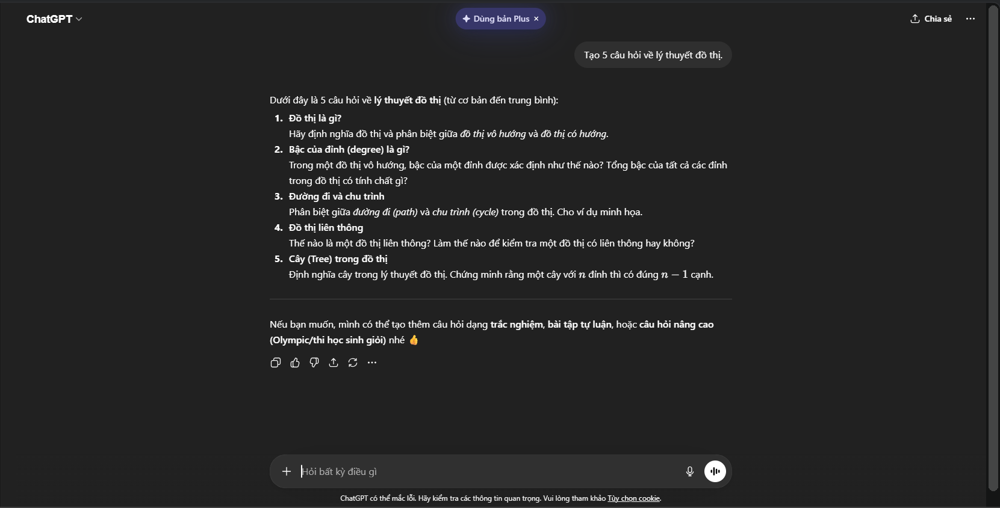 ChatGPT
Dùng bản Plus ×
Chia sẻ
Tạo 5 câu hỏi về lý thuyết đồ thị.
Dưới đây là 5 câu hỏi về lý thuyết đồ thị (từ cơ bản đến trung bình):
1. Đồ thị là gì?
Hãy định nghĩa đồ thị và phân biệt giữa đồ thị vô hướng và đồ thị có hướng.
2. Bậc của đỉnh (degree) là gì?
Trong một đồ thị vô hướng, bậc của một đỉnh được xác định như thế nào? Tổng bậc của tất cả các đỉnh
trong đồ thị có tính chất gì?
3. Đường đi và chu trình
Phân biệt giữa đường đi (path) và chu trình (cycle) trong đồ thị. Cho ví dụ minh họa.
4. Đồ thị liên thông
Thế nào là một đồ thị liên thông? Làm thế nào để kiểm tra một đồ thị có liên thông hay không?
5. Cây (Tree) trong đồ thị
Định nghĩa cây trong lý thuyết đồ thị. Chứng minh rằng một cây với n đỉnh thì có đúng n − 1 cạnh.
Nếu bạn muốn, mình có thể tạo thêm câu hỏi dạng trắc nghiệm, bài tập tự luận, hoặc câu hỏi nâng cao
(Olympic/thi học sinh giỏi) nhé 👍
Hỏi bất kỳ điều gì
ChatGPT có thể mắc lỗi. Hãy kiểm tra các thông tin quan trọng. Vui lòng tham khảo Tùy chọn cookie.